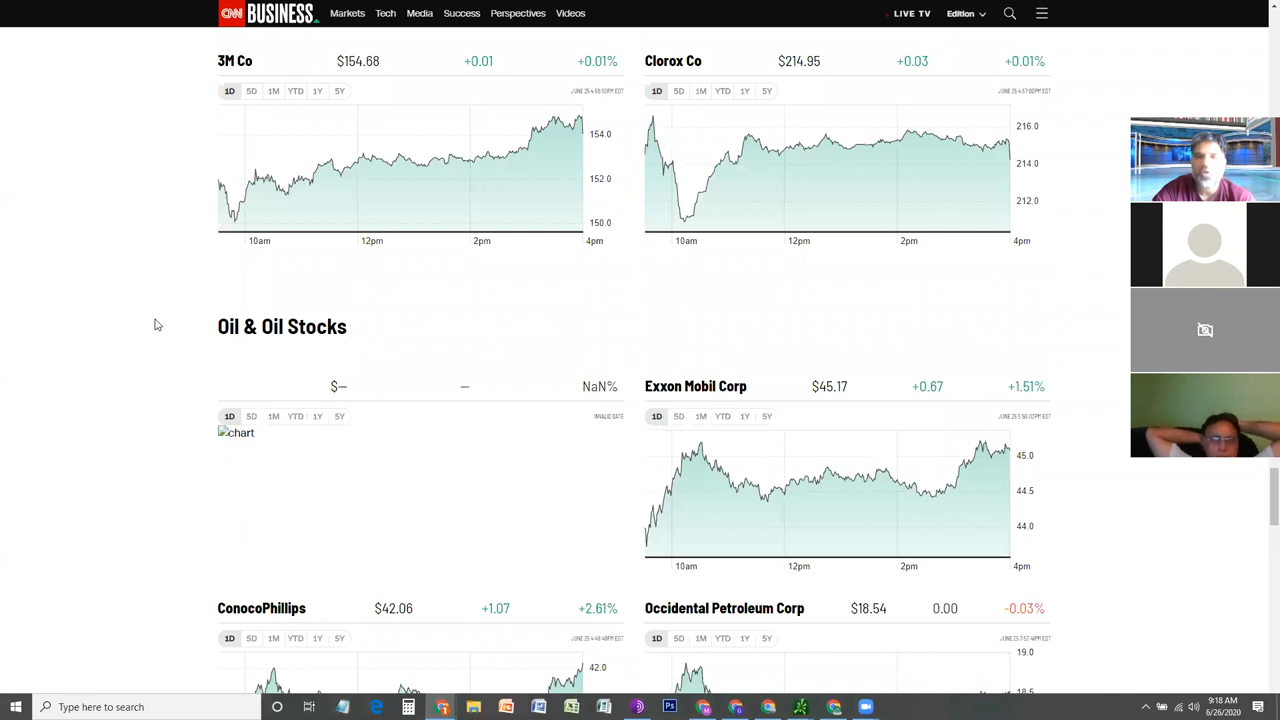 CNN BUSINESS Markets Tech Media Success Perspectives Videos LIVE TV Edition
3M Co $154.68 +0.01 +0.01%
1D 5D 1M YTD 1Y 5Y
154.0
152.0
150.0
10am 12pm 2pm 4pm
Clorox Co $214.95 +0.03 +0.01%
1D 5D 1M YTD 1Y 5Y
216.0
214.0
212.0
10am 12pm 2pm 4pm
Oil & Oil Stocks
$— — NaN%
1D 5D 1M YTD 1Y 5Y INVALID DATE
chart
Exxon Mobil Corp $45.17 +0.67 +1.51%
1D 5D 1M YTD 1Y 5Y
45.0
44.5
44.0
10am 12pm 2pm 4pm
ConocoPhillips $42.06 +1.07 +2.61%
1D 5D 1M YTD 1Y 5Y
42.0
Occidental Petroleum Corp $18.54 0.00 -0.03%
1D 5D 1M YTD 1Y 5Y
19.0
18.5
Type here to search
9:18 AM
6/26/2020